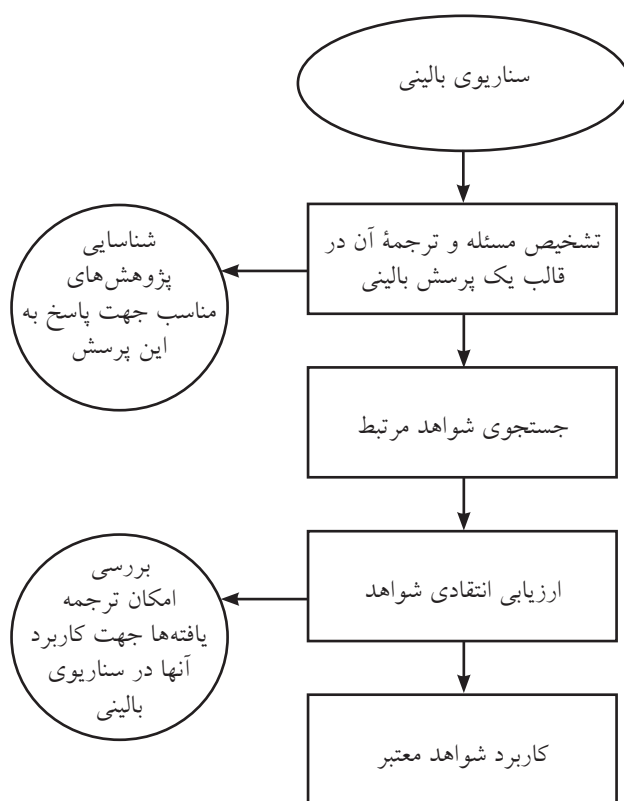 سناریوی بالینی
تشخیص مسئله و ترجمهٔ آن در
قالب یک پرسش بالینی
شناسایی
پژوهش‌های
مناسب جهت پاسخ به
این پرسش
جستجوی شواهد مرتبط
ارزیابی انتقادی شواهد
بررسی
امکان ترجمه
یافته‌ها جهت کاربرد
آنها در سناریوی
بالینی
کاربرد شواهد معتبر